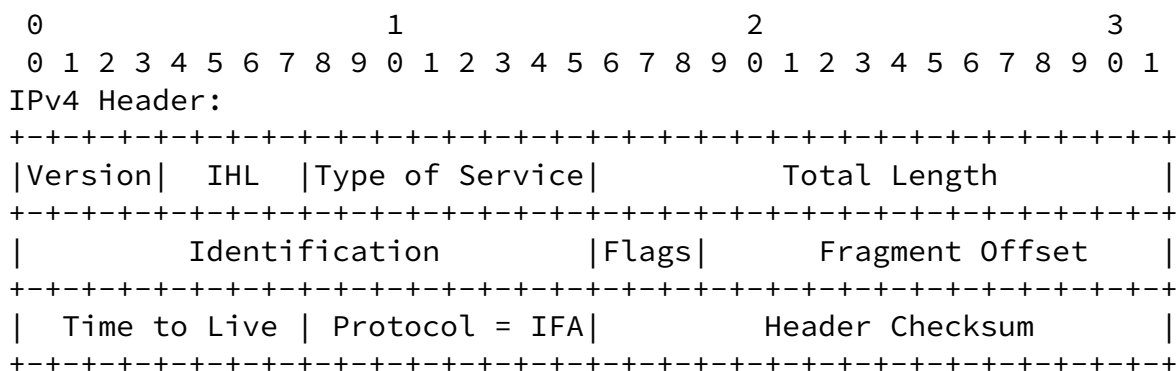 0                   1                   2                   3
 0 1 2 3 4 5 6 7 8 9 0 1 2 3 4 5 6 7 8 9 0 1 2 3 4 5 6 7 8 9 0 1
IPv4 Header:
+-+-+-+-+-+-+-+-+-+-+-+-+-+-+-+-+-+-+-+-+-+-+-+-+-+-+-+-+-+-+-+-+
|Version|  IHL  |Type of Service|          Total Length         |
+-+-+-+-+-+-+-+-+-+-+-+-+-+-+-+-+-+-+-+-+-+-+-+-+-+-+-+-+-+-+-+-+
|         Identification        |Flags|      Fragment Offset    |
+-+-+-+-+-+-+-+-+-+-+-+-+-+-+-+-+-+-+-+-+-+-+-+-+-+-+-+-+-+-+-+-+
|  Time to Live | Protocol = IFA|         Header Checksum       |
+-+-+-+-+-+-+-+-+-+-+-+-+-+-+-+-+-+-+-+-+-+-+-+-+-+-+-+-+-+-+-+-+